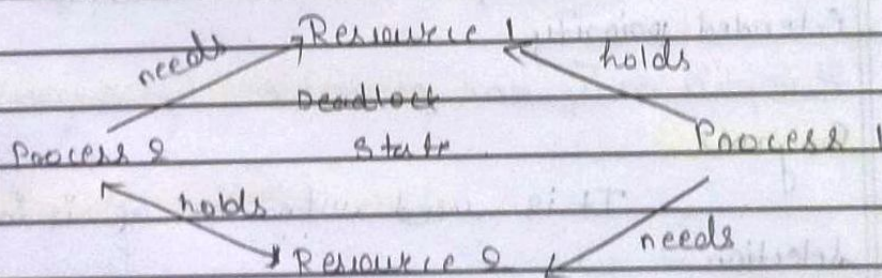 needs Resource 1 holds
Deadlock
Process 2 State Process 1
holds needs
Resource 2